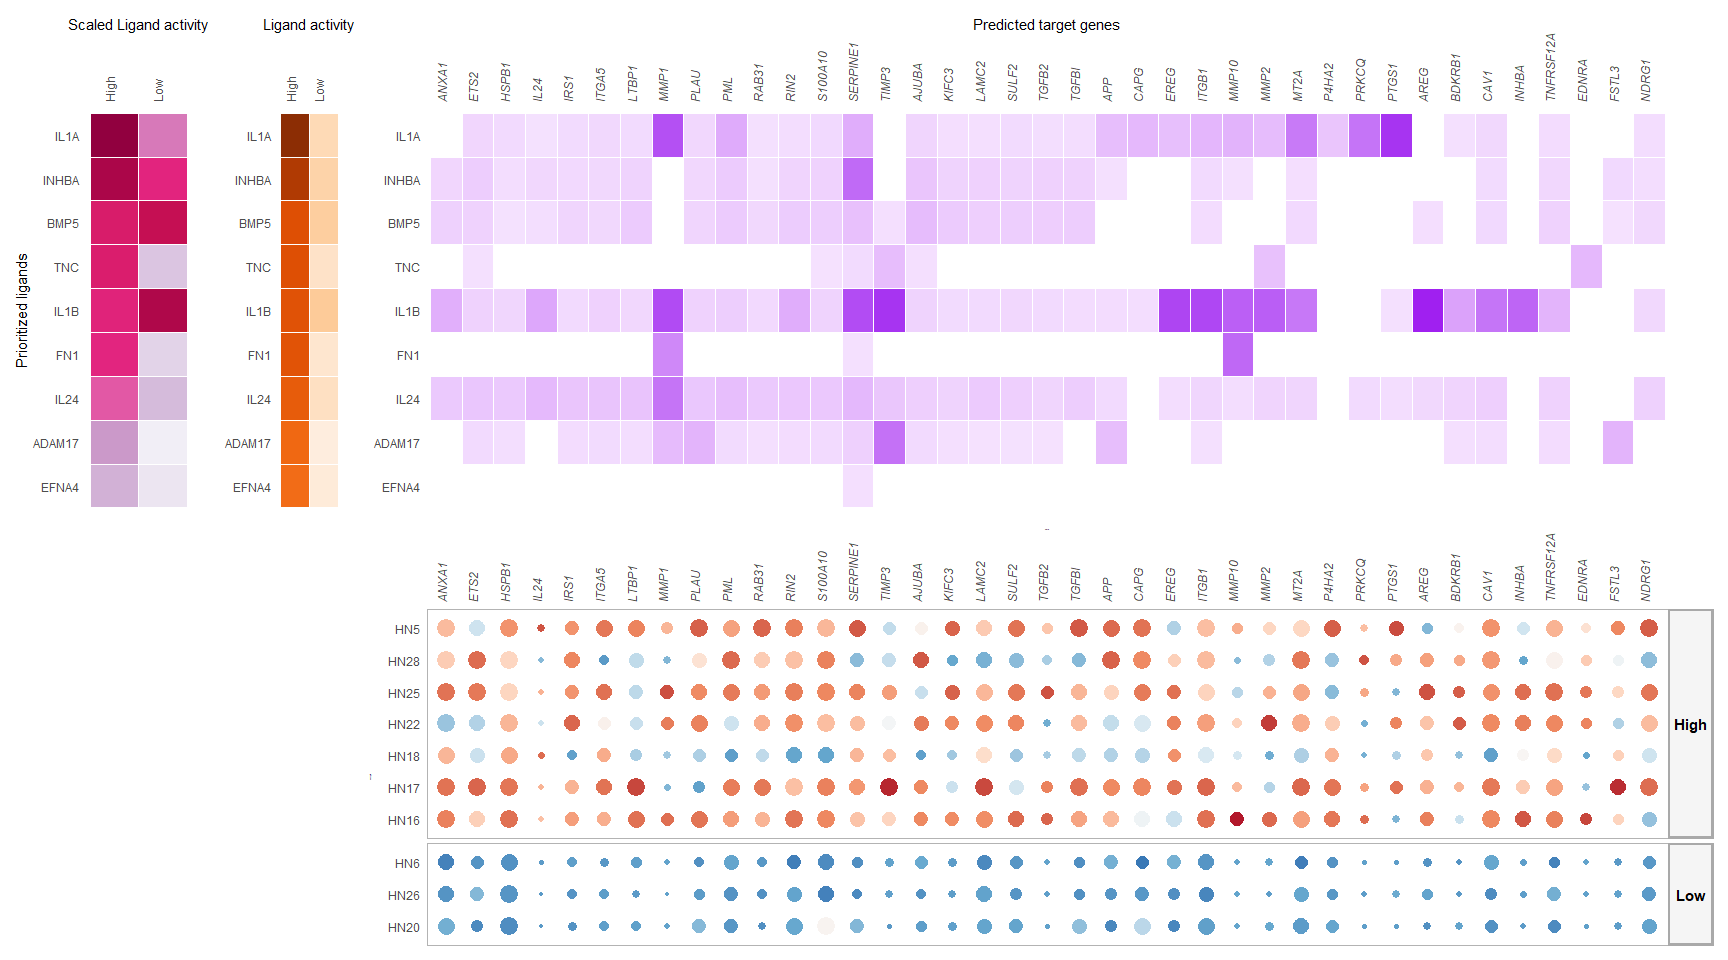 Scaled Ligand activity
Ligand activity
Predicted target genes
High
Low
High
Low
ANXA1
ETS2
HSPB1
IL24
IRS1
ITGA5
LTBP1
MMP1
PLAU
PML
RAB31
RIN2
S100A10
SERPINE1
TIMP3
AJUBA
KIFC3
LAMC2
SULF2
TGFB2
TGFBI
APP
CAPG
EREG
ITGB1
MMP10
MMP2
MT2A
P4HA2
PRKCQ
PTGS1
AREG
BDKRB1
CAV1
INHBA
TNFRSF12A
EDNRA
FSTL3
NDRG1
Prioritized ligands
IL1A
INHBA
BMP5
TNC
IL1B
FN1
IL24
ADAM17
EFNA4
IL1A
INHBA
BMP5
TNC
IL1B
FN1
IL24
ADAM17
EFNA4
IL1A
INHBA
BMP5
TNC
IL1B
FN1
IL24
ADAM17
EFNA4
ANXA1
ETS2
HSPB1
IL24
IRS1
ITGA5
LTBP1
MMP1
PLAU
PML
RAB31
RIN2
S100A10
SERPINE1
TIMP3
AJUBA
KIFC3
LAMC2
SULF2
TGFB2
TGFBI
APP
CAPG
EREG
ITGB1
MMP10
MMP2
MT2A
P4HA2
PRKCQ
PTGS1
AREG
BDKRB1
CAV1
INHBA
TNFRSF12A
EDNRA
FSTL3
NDRG1
HN5
HN28
HN25
HN22
HN18
HN17
HN16
High
HN6
HN26
HN20
Low